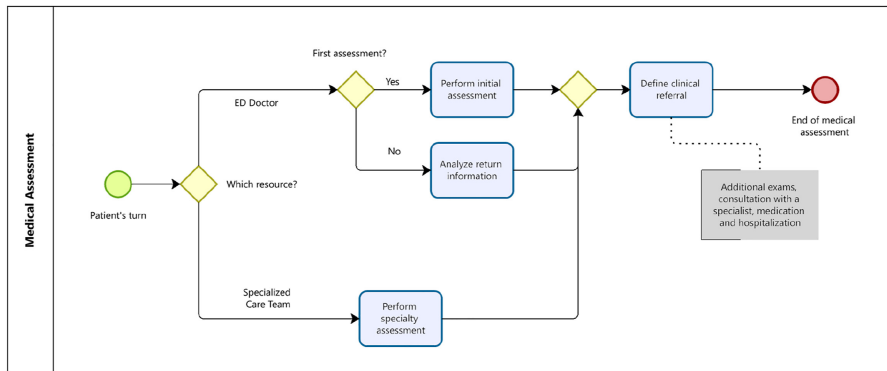 Medical Assessment
Patient's turn
Which resource?
ED Doctor
First assessment?
Yes
Perform initial
assessment
No
Analyze return
information
Specialized
Care Team
Perform
specialty
assessment
Define clinical
referral
Additional exams,
consultation with a
specialist, medication
and hospitalization
End of medical
assessment